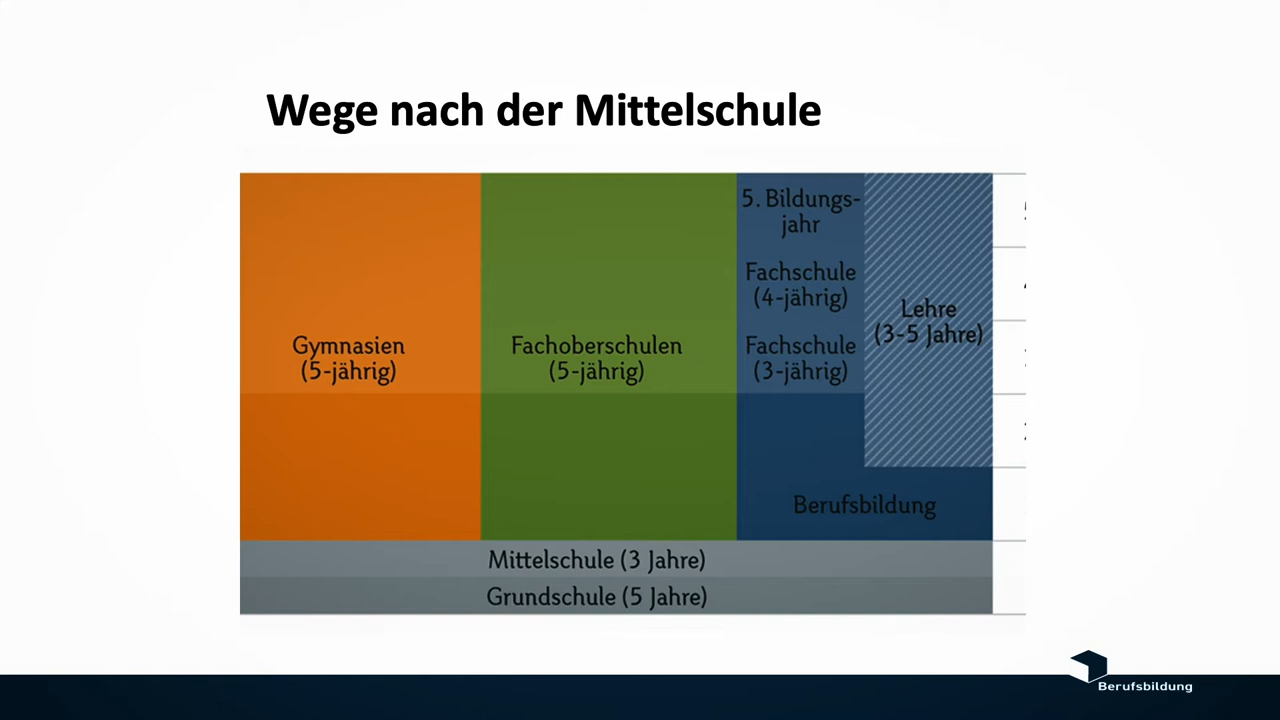 Wege nach der Mittelschule
5. Bildungs-
jahr
Fachschule
(4-jährig)
Lehre
(3-5 Jahre)
Gymnasien
(5-jährig)
Fachoberschulen
(5-jährig)
Fachschule
(3-jährig)
Berufsbildung
Mittelschule (3 Jahre)
Grundschule (5 Jahre)
Berufsbildung